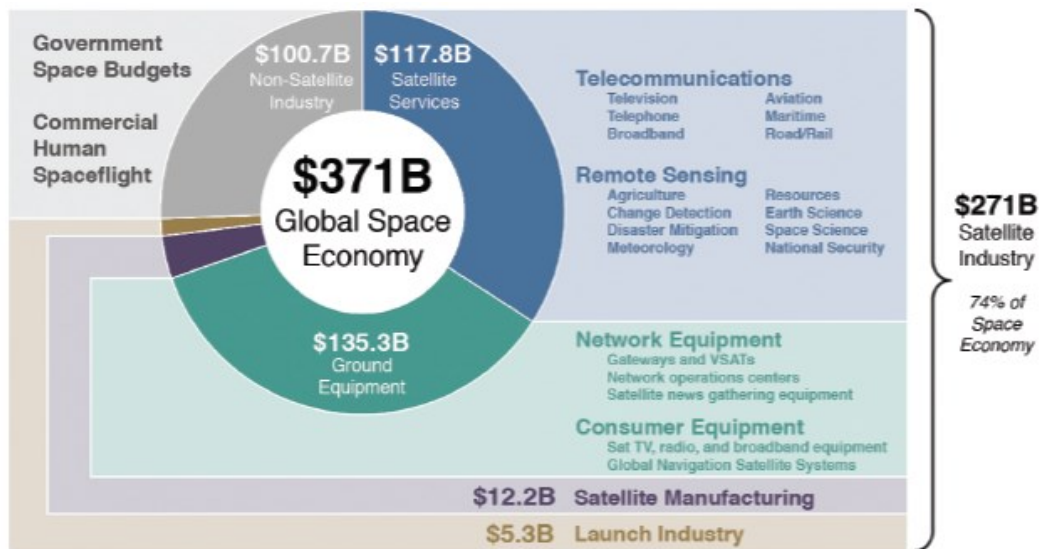 Government
Space Budgets
Commercial
Human
Spaceflight
$100.7B
Non-Satellite
Industry
$117.8B
Satellite
Services
$371B
Global Space
Economy
$135.3B
Ground
Equipment
Telecommunications
Television Aviation
Telephone Maritime
Broadband Road/Rail
Remote Sensing
Agriculture Resources
Change Detection Earth Science
Disaster Mitigation Space Science
Meteorology National Security
Network Equipment
Gateways and VSATs
Network operations centers
Satellite news gathering equipment
Consumer Equipment
Sat TV, radio, and broadband equipment
Global Navigation Satellite Systems
$12.2B Satellite Manufacturing
$5.3B Launch Industry
$271B
Satellite
Industry
74% of
Space
Economy